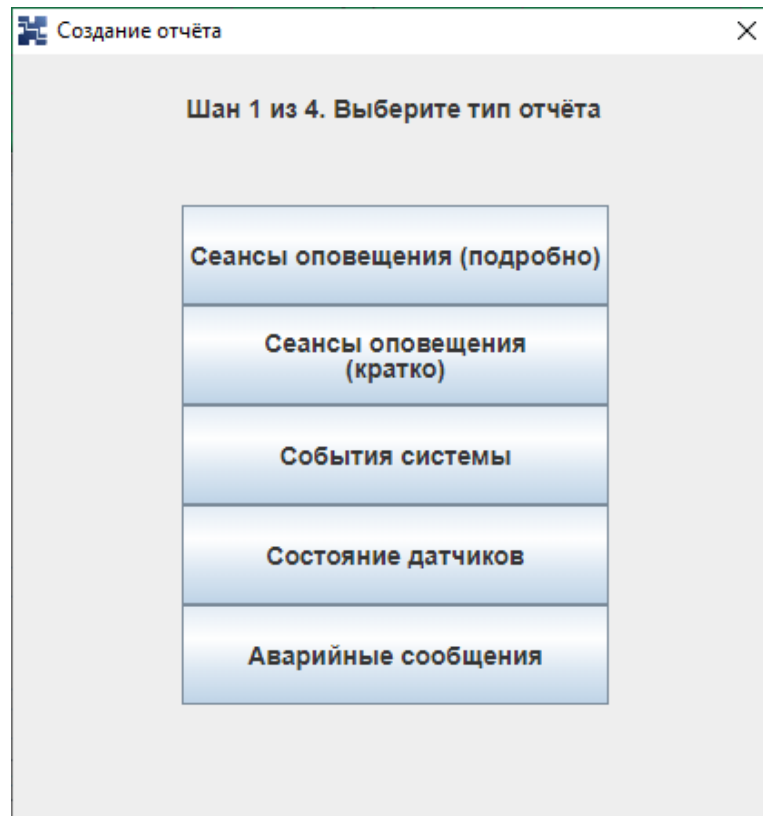 Создание отчёта
Шан 1 из 4. Выберите тип отчёта
Сеансы оповещения (подробно)
Сеансы оповещения
(кратко)
События системы
Состояние датчиков
Аварийные сообщения